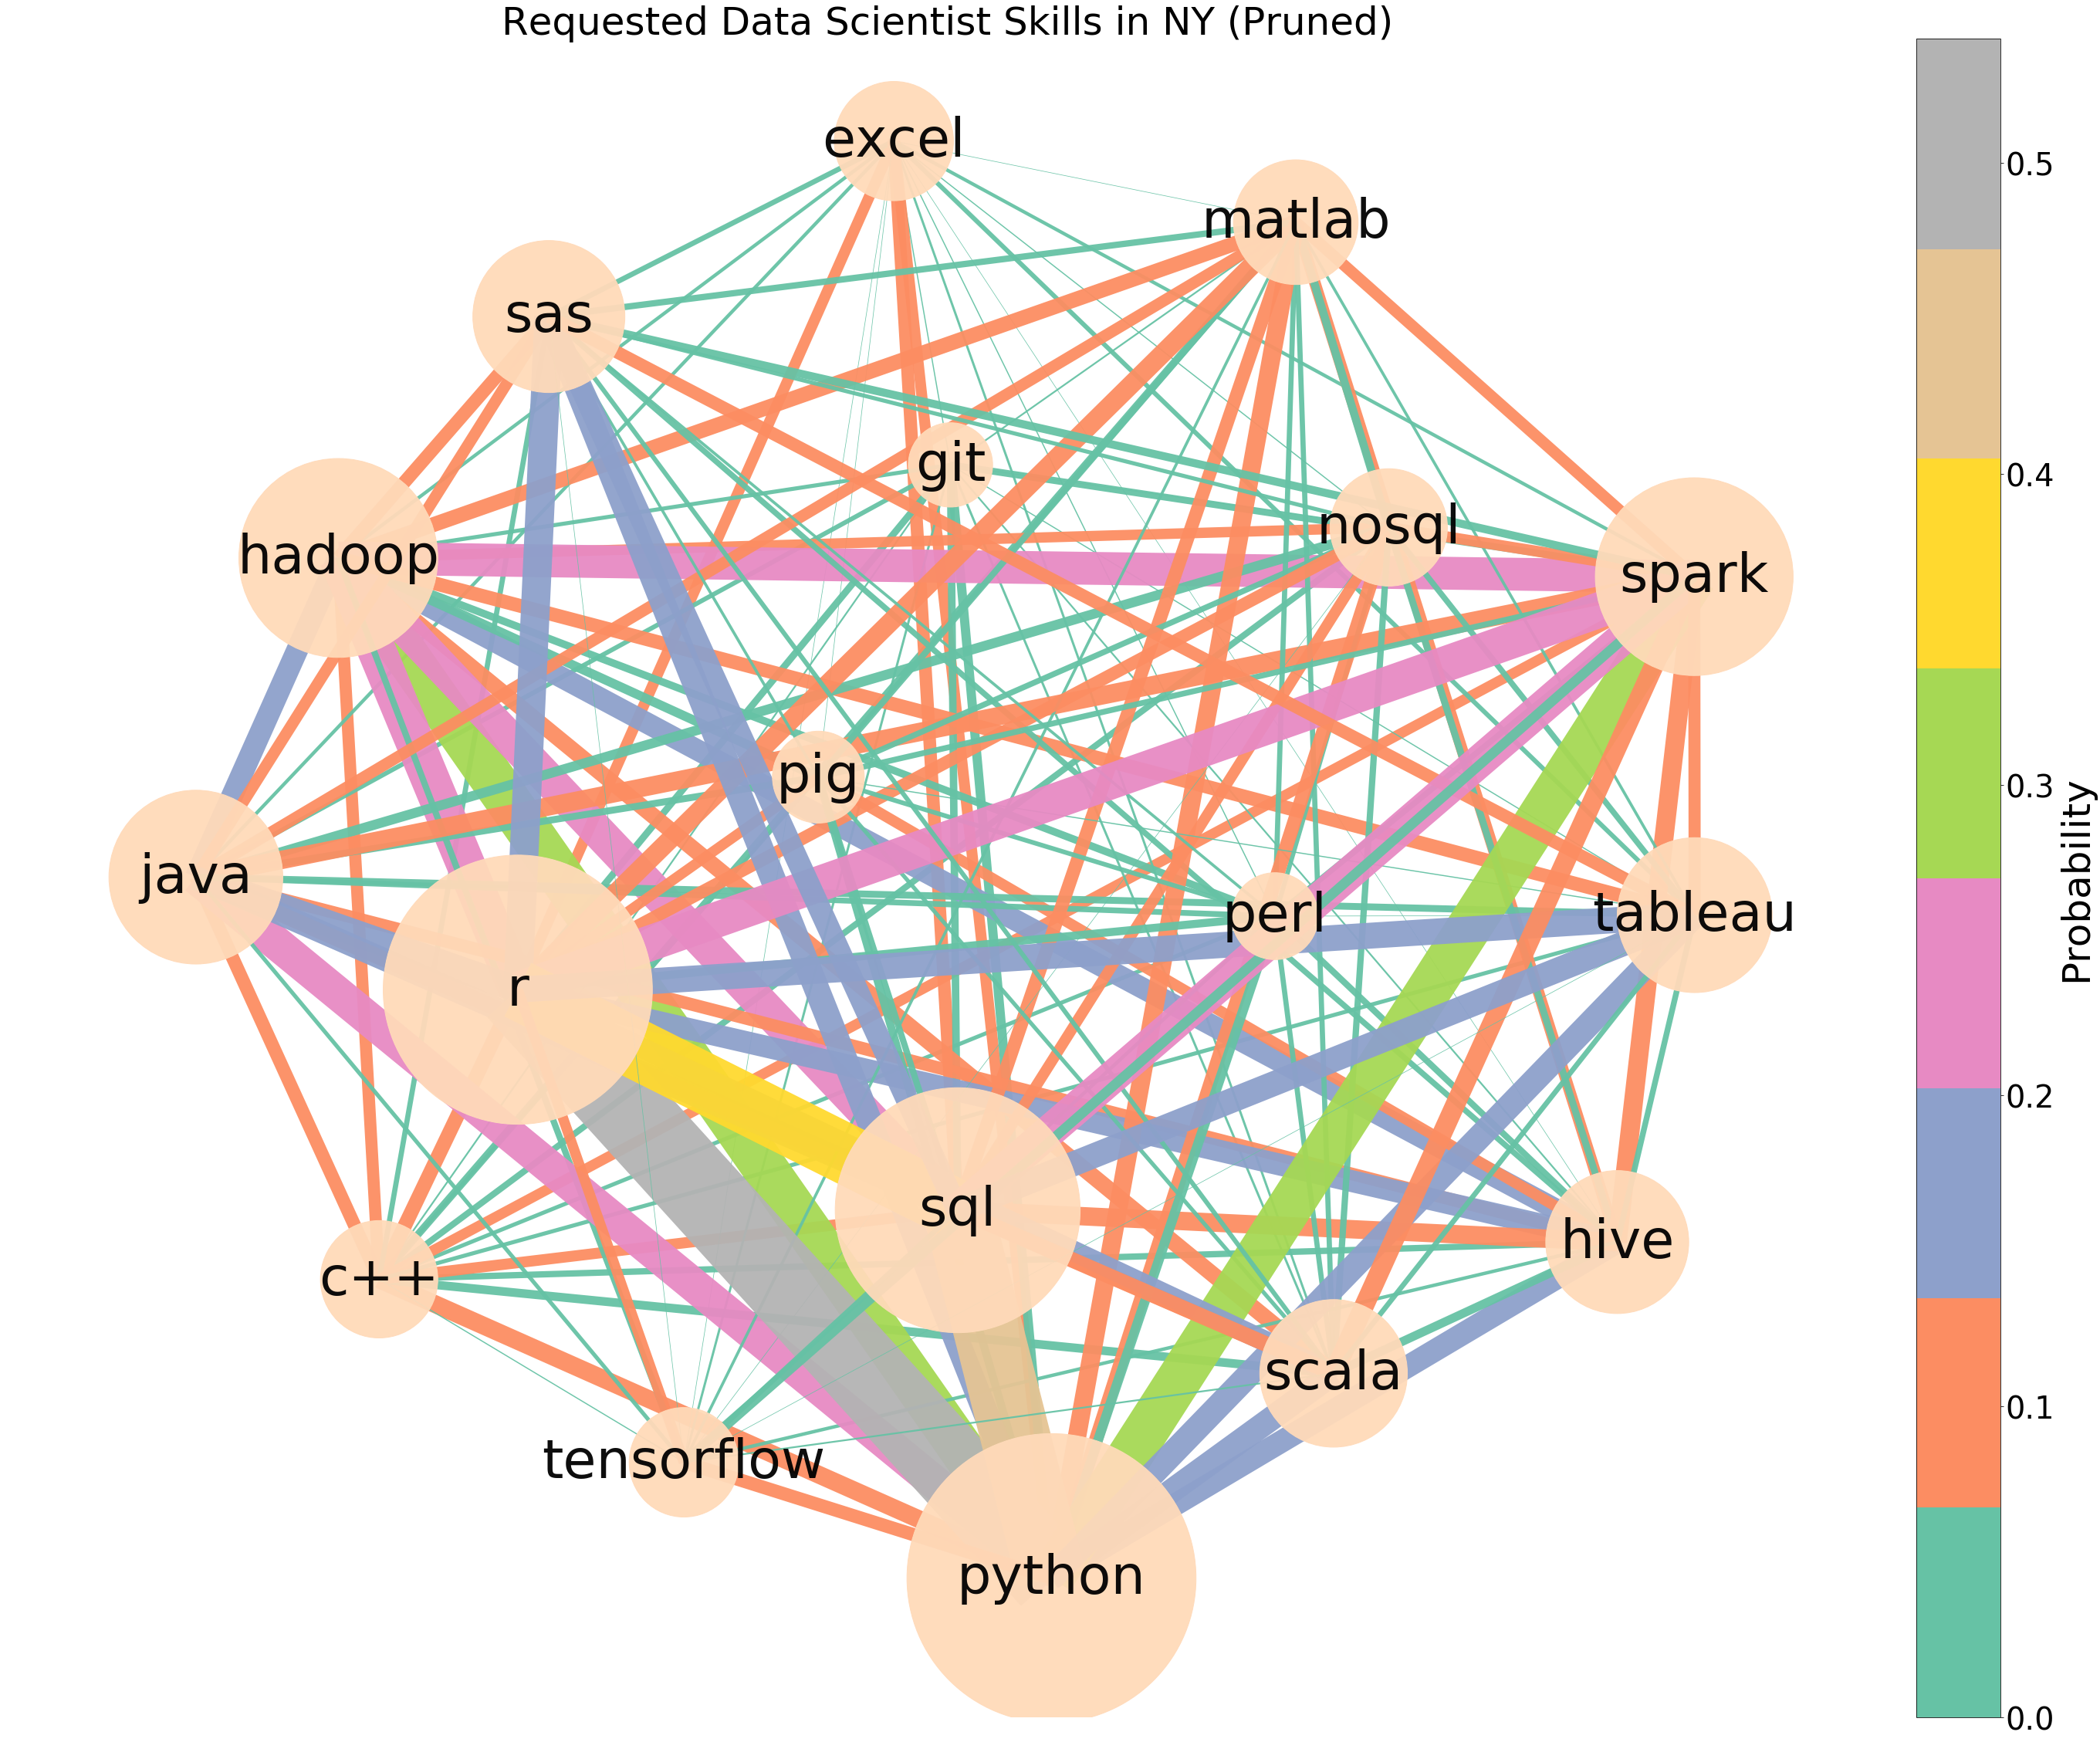 Requested Data Scientist Skills in NY (Pruned)
excel
matlab
sas
git
nosql
hadoop
spark
pig
java
perl
tableau
r
sql
hive
c++
scala
tensorflow
python
0.5
0.4
0.3
0.2
0.1
0.0
Probability